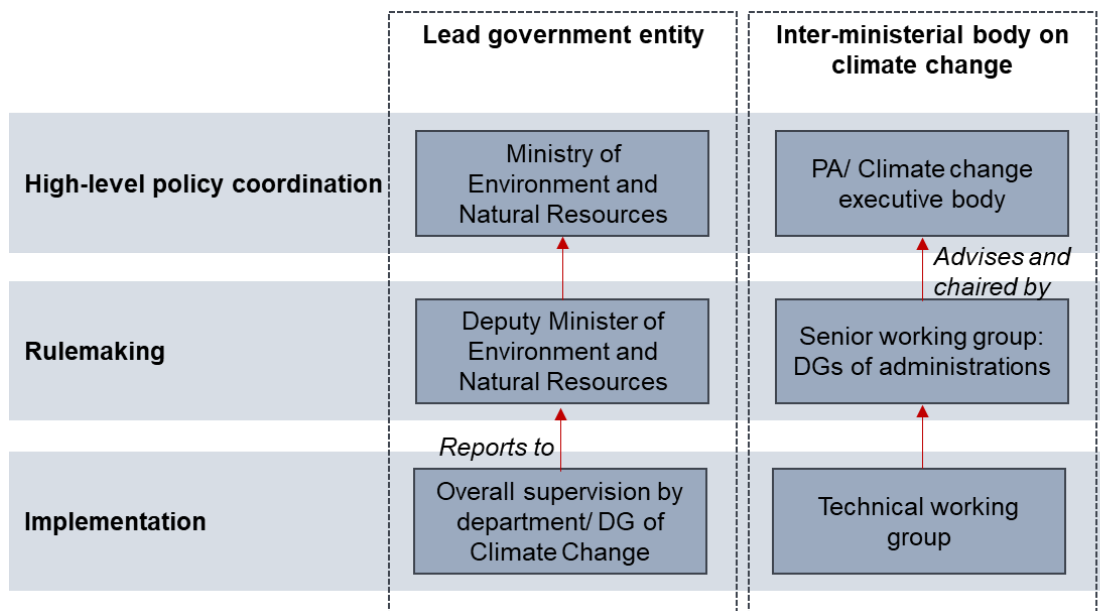 Lead government entity
Inter-ministerial body on
climate change
High-level policy coordination
Ministry of
Environment and
Natural Resources
PA/ Climate change
executive body
Advises and
chaired by
Rulemaking
Deputy Minister of
Environment and
Natural Resources
Senior working group:
DGs of administrations
Reports to
Implementation
Overall supervision by
department/ DG of
Climate Change
Technical working
group